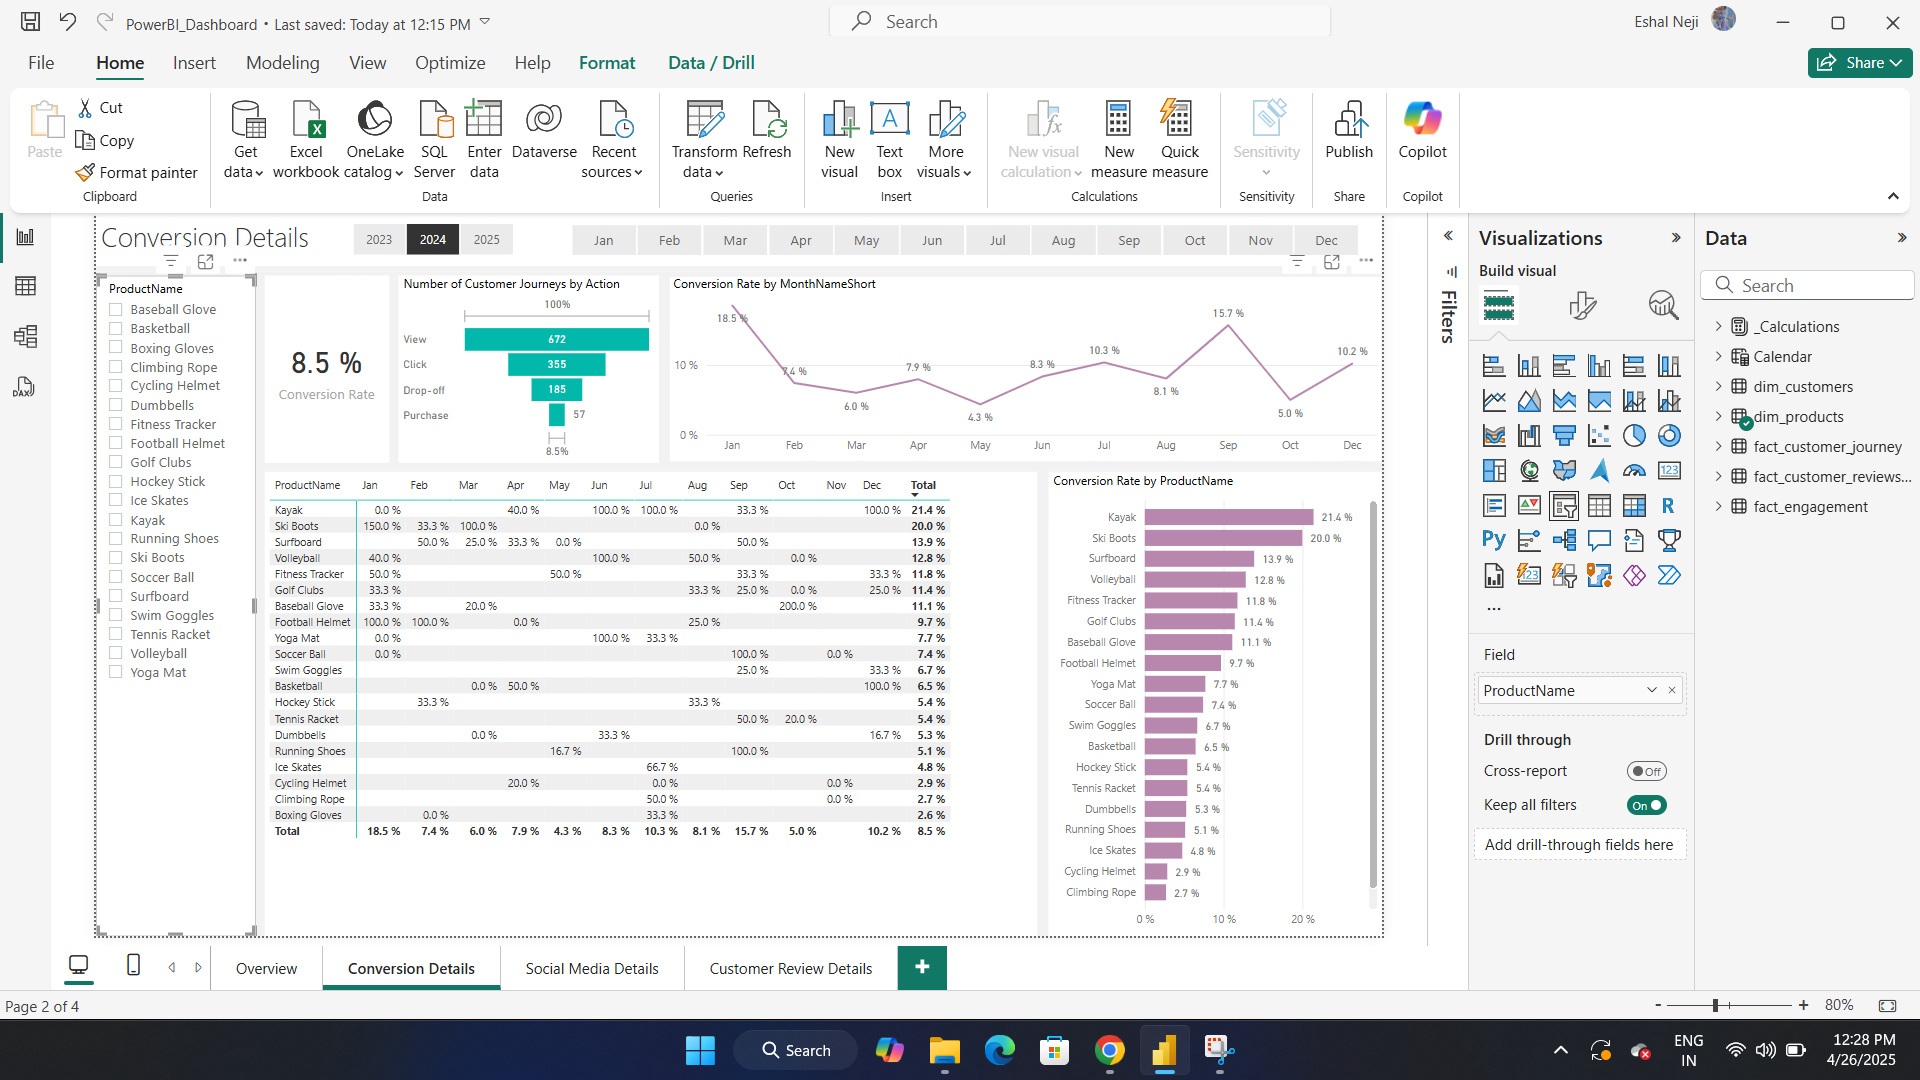 PowerBI_Dashboard • Last saved: Today at 12:15 PM
Search
Eshal Neji
File Home Insert Modeling View Optimize Help Format Data / Drill
Share
Paste
Cut
Copy
Format painter
Clipboard
Get data
Excel workbook
OneLake catalog
SQL Server
Enter data
Dataverse
Recent sources
Data
Transform data
Refresh
Queries
New visual
Text box
More visuals
Insert
New visual calculation
New measure
Quick measure
Calculations
Sensitivity
Sensitivity
Publish
Share
Copilot
Copilot
Conversion Details
2023 2024 2025
Jan Feb Mar Apr May Jun Jul Aug Sep Oct Nov Dec
ProductName
Baseball Glove
Basketball
Boxing Gloves
Climbing Rope
Cycling Helmet
Dumbbells
Fitness Tracker
Football Helmet
Golf Clubs
Hockey Stick
Ice Skates
Kayak
Running Shoes
Ski Boots
Soccer Ball
Surfboard
Swim Goggles
Tennis Racket
Volleyball
Yoga Mat
8.5 %
Conversion Rate
Number of Customer Journeys by Action
100%
View 672
Click 355
Drop-off 185
Purchase 57
8.5%
Conversion Rate by MonthNameShort
10 %
0 %
18.5 % 7.4 % 6.0 % 7.9 % 4.3 % 8.3 % 10.3 % 8.1 % 15.7 % 5.0 % 10.2 %
Jan Feb Mar Apr May Jun Jul Aug Sep Oct Dec
ProductName Jan Feb Mar Apr May Jun Jul Aug Sep Oct Nov Dec Total
Kayak 0.0 % 40.0 % 100.0 % 100.0 % 33.3 % 100.0 % 21.4 %
Ski Boots 150.0 % 33.3 % 100.0 % 0.0 % 20.0 %
Surfboard 50.0 % 25.0 % 33.3 % 0.0 % 50.0 % 13.9 %
Volleyball 40.0 % 100.0 % 50.0 % 0.0 % 12.8 %
Fitness Tracker 50.0 % 50.0 % 33.3 % 33.3 % 11.8 %
Golf Clubs 33.3 % 33.3 % 25.0 % 0.0 % 25.0 % 11.4 %
Baseball Glove 33.3 % 20.0 % 200.0 % 11.1 %
Football Helmet 100.0 % 100.0 % 0.0 % 25.0 % 9.7 %
Yoga Mat 0.0 % 100.0 % 33.3 % 7.7 %
Soccer Ball 0.0 % 100.0 % 0.0 % 7.4 %
Swim Goggles 25.0 % 33.3 % 6.7 %
Basketball 0.0 % 50.0 % 100.0 % 6.5 %
Hockey Stick 33.3 % 33.3 % 5.4 %
Tennis Racket 50.0 % 20.0 % 5.4 %
Dumbbells 0.0 % 33.3 % 16.7 % 5.3 %
Running Shoes 16.7 % 100.0 % 5.1 %
Ice Skates 66.7 % 4.8 %
Cycling Helmet 20.0 % 0.0 % 0.0 % 2.9 %
Climbing Rope 50.0 % 0.0 % 2.7 %
Boxing Gloves 0.0 % 33.3 % 2.6 %
Total 18.5 % 7.4 % 6.0 % 7.9 % 4.3 % 8.3 % 10.3 % 8.1 % 15.7 % 5.0 % 10.2 % 8.5 %
Conversion Rate by ProductName
Kayak 21.4 %
Ski Boots 20.0 %
Surfboard 13.9 %
Volleyball 12.8 %
Fitness Tracker 11.8 %
Golf Clubs 11.4 %
Baseball Glove 11.1 %
Football Helmet 9.7 %
Yoga Mat 7.7 %
Soccer Ball 7.4 %
Swim Goggles 6.7 %
Basketball 6.5 %
Hockey Stick 5.4 %
Tennis Racket 5.4 %
Dumbbells 5.3 %
Running Shoes 5.1 %
Ice Skates 4.8 %
Cycling Helmet 2.9 %
Climbing Rope 2.7 %
0 % 10 % 20 %
Filters
Visualizations
Build visual
Field
ProductName
Drill through
Cross-report Off
Keep all filters On
Add drill-through fields here
Data
Search
_Calculations
Calendar
dim_customers
dim_products
fact_customer_journey
fact_customer_reviews...
fact_engagement
Overview Conversion Details Social Media Details Customer Review Details
Page 2 of 4
80%
Search
ENG
IN
12:28 PM
4/26/2025